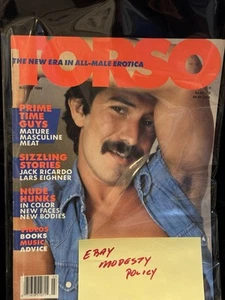 TORSO
THE NEW ERA IN ALL-MALE EROTICA
PRIME
TIME
GUYS
MATURE
MASCULINE
MEAT
SIZZLING
STORIES
JACK RICARDO
LARS EIGHNER
NUDE
HUNKS
IN COLOR
NEW FACES
NEW BODIES
VIDEOS
BOOKS
MUSIC
ADVICE
EBAY
MODESTY
POLICY